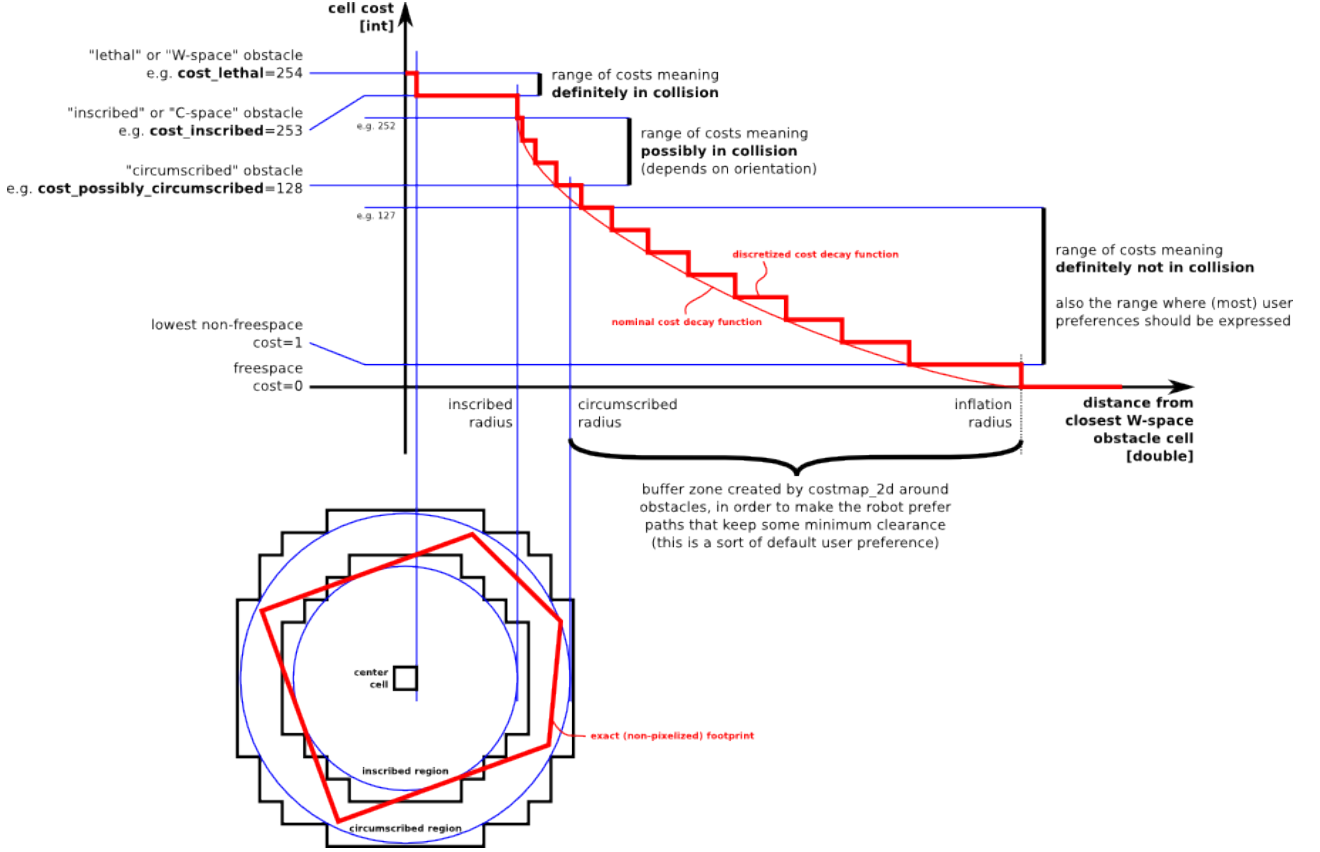 cell cost
[int]
"lethal" or "W-space" obstacle
e.g. cost_lethal=254
range of costs meaning
definitely in collision
"inscribed" or "C-space" obstacle
e.g. cost_inscribed=253
e.g. 252
range of costs meaning
possibly in collision
(depends on orientation)
"circumscribed" obstacle
e.g. cost_possibly_circumscribed=128
e.g. 127
range of costs meaning
definitely not in collision
also the range where (most) user
preferences should be expressed
discretized cost decay function
nominal cost decay function
lowest non-freespace
cost=1
freespace
cost=0
inscribed
radius
circumscribed
radius
inflation
radius
distance from
closest W-space
obstacle cell
[double]
buffer zone created by costmap_2d around
obstacles, in order to make the robot prefer
paths that keep some minimum clearance
(this is a sort of default user preference)
center
cell
exact (non-pixelized) footprint
inscribed region
circumscribed region